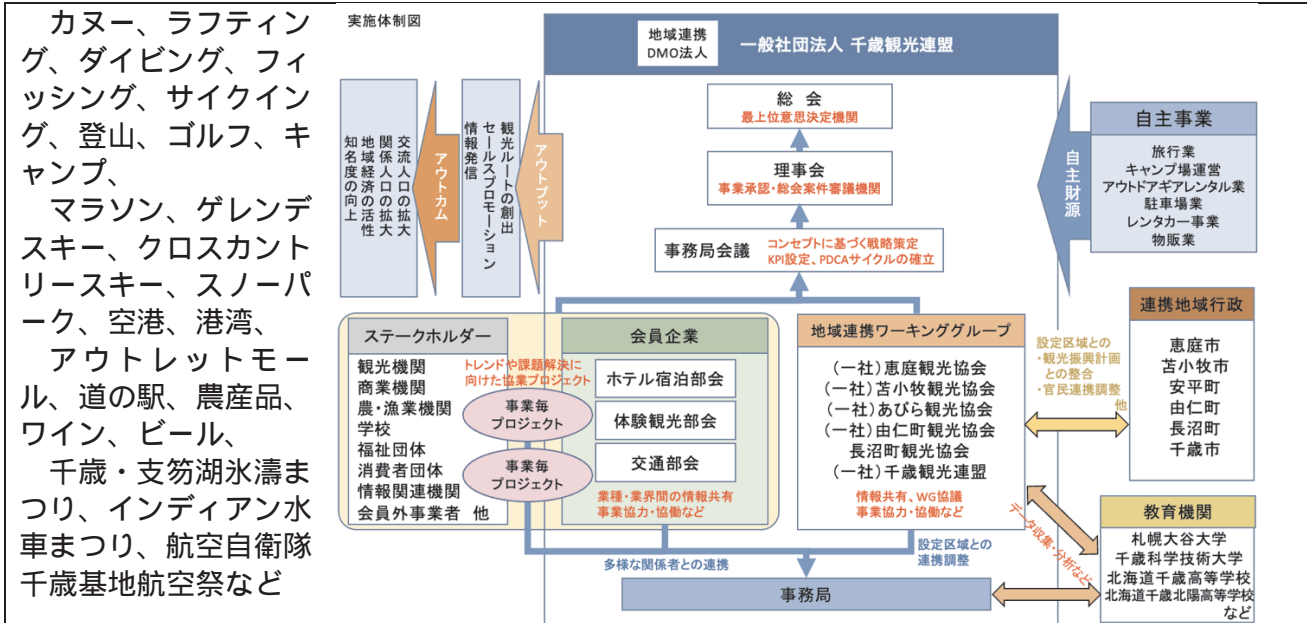 カヌー、ラフティン
グ、ダイビング、フィ
ッシング、サイクイン
グ、登山、ゴルフ、キ
ャンプ、
マラソン、ゲレンデ
スキー、クロスカント
リースキー、スノーパ
ーク、空港、港湾、
アウトレットモー
ル、道の駅、農産品、
ワイン、ビール、
千歳・支笏湖氷濤ま
つり、インディアン水
車まつり、航空自衛隊
千歳基地航空祭など
実施体制図
地域連携
DMO法人
一般社団法人 千歳観光連盟
総 会
最上位意思決定機関
理事会
事業承認・総会案件審議機関
事務局会議
コンセプトに基づく戦略策定
KPI設定、PDCAサイクルの確立
アウトプット
観光ルートの創出
セールスプロモーション
情報発信
アウトカム
交流人口の拡大
関係人口の拡大
地域経済の活性
知名度の向上
自主財源
自主事業
旅行業
キャンプ場運営
アウトドアギアレンタル業
駐車場業
レンタカー事業
物販業
ステークホルダー
観光機関
商業機関
農・漁業機関
学校
福祉団体
消費者団体
情報関連機関
会員外事業者 他
トレンドや課題解決に
向けた協業プロジェクト
事業毎
プロジェクト
事業毎
プロジェクト
会員企業
ホテル宿泊部会
体験観光部会
交通部会
業種・業界間の情報共有
事業協力・協働など
地域連携ワーキンググループ
(一社)恵庭観光協会
(一社)苫小牧観光協会
(一社)あびら観光協会
(一社)由仁町観光協会
長沼町観光協会
(一社)千歳観光連盟
情報共有、WG協議
事業協力・協働など
設定区域との
・観光振興計画
との整合
・官民連携調整
他
連携地域行政
恵庭市
苫小牧市
安平町
由仁町
長沼町
千歳市
データ収集・分析など
教育機関
札幌大谷大学
千歳科学技術大学
北海道千歳高等学校
北海道千歳北陽高等学校
など
多様な関係者との連携
設定区域との
連携調整
事務局